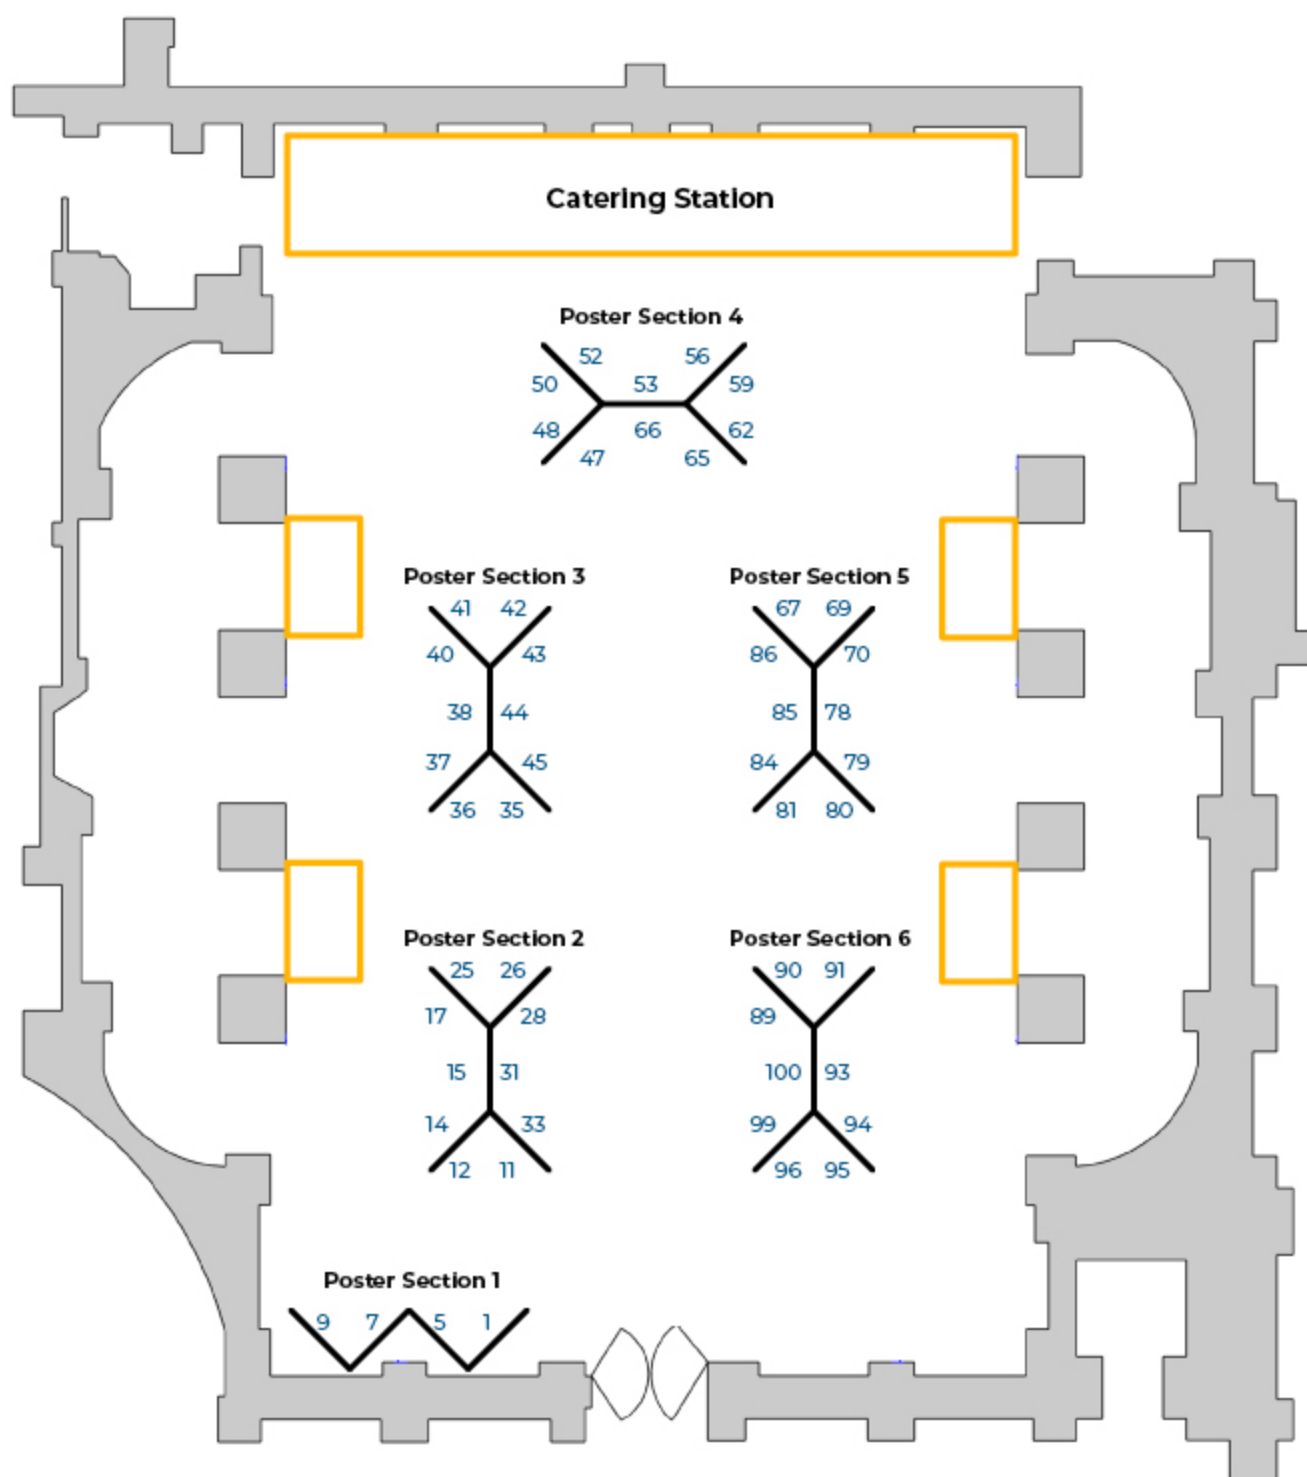 Catering Station
Poster Section 4
52 56
50 53 59
48 66 62
47 65
Poster Section 3
41 42
40 43
38 44
37 45
36 35
Poster Section 5
67 69
86 70
85 78
84 79
81 80
Poster Section 2
25 26
17 28
15 31
14 33
12 11
Poster Section 6
90 91
89
100 93
99 94
96 95
Poster Section 1
9 7 5 1